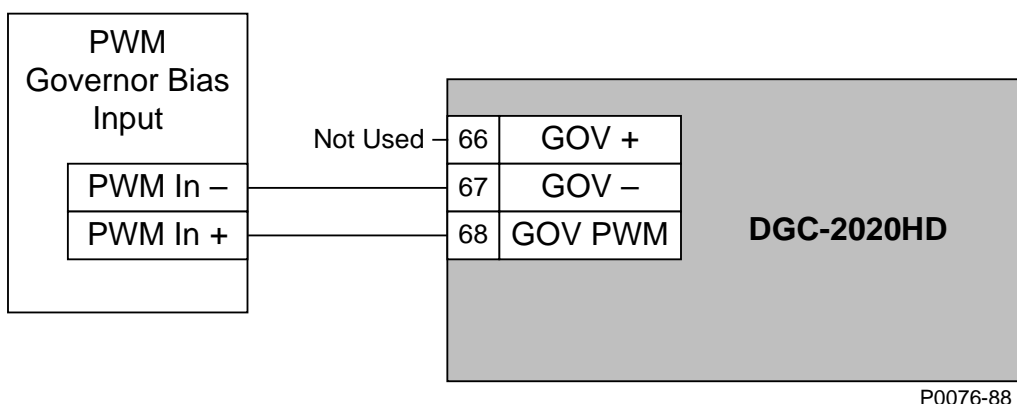 PWM
Governor Bias
Input
Not Used
66 GOV +
PWM In –
67 GOV –
PWM In +
68 GOV PWM
DGC-2020HD
P0076-88